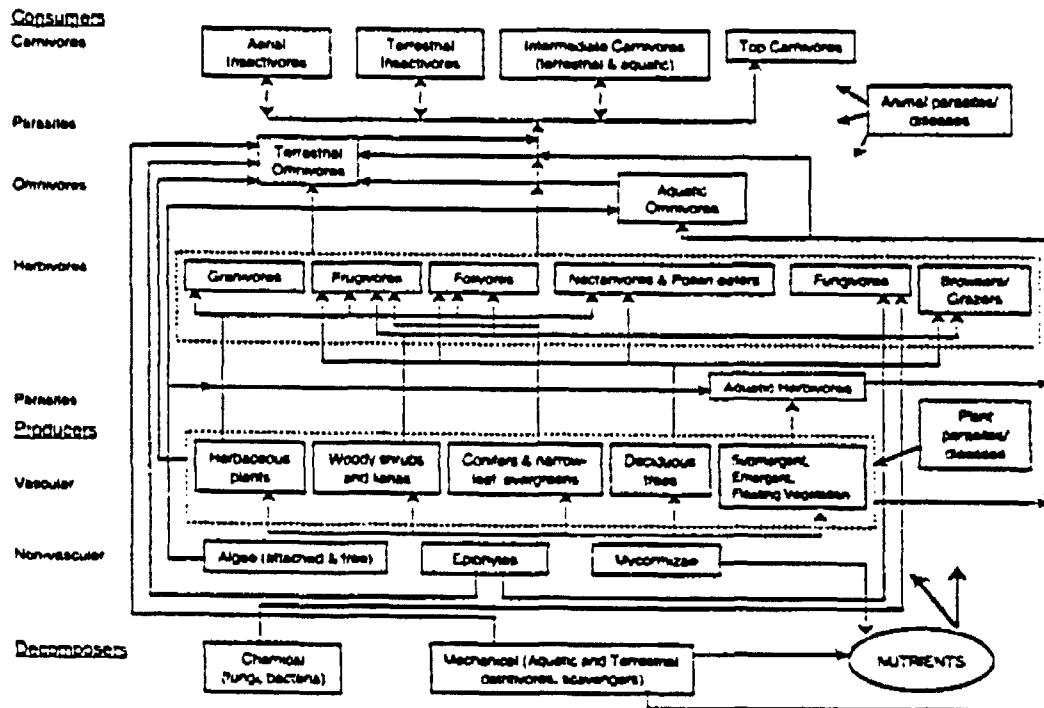 Consumers
Carnivores
Aerial
Insectivores
Terrestrial
Insectivores
Intermediate Carnivores
(terrestrial & aquatic)
Top Carnivores
Animal parasites/
diseases
Parasites
Terrestrial
Omnivores
Omnivores
Aquatic
Omnivores
Herbivores
Granivores
Frugivores
Folivores
Nectarivores & Pollen eaters
Fungivores
Browsers/
Grazers
Aquatic Herbivores
Parasites
Producers
Plant
parasites/
diseases
Herbaceous
plants
Woody shrubs
and lianas
Conifers & narrow-
leaf evergreens
Deciduous
trees
Submergent,
Emergent,
Floating Vegetation
Vascular
Non-vascular
Algae (attached & free)
Epiphytes
Mycorrhizae
Decomposers
Chemical
(fungi, bacteria)
Mechanical (Aquatic and Terrestrial
detritivores, scavengers)
NUTRIENTS